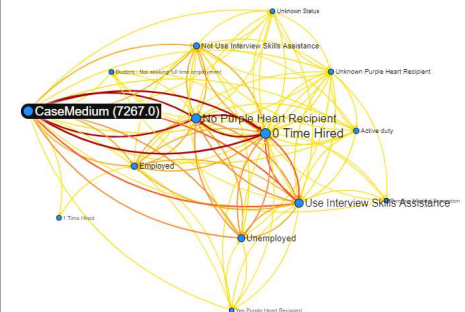 Unknown Status
Not Use Interview Skills Assistance
Student - Not seeking full time employment
Unknown Purple Heart Recipient
CaseMedium (7267.0)
No Purple Heart Recipient
0 Time Hired
Active duty
Employed
Use Interview Skills Assistance
1 Time Hired
Unemployed
Yes Purple Heart Recipient